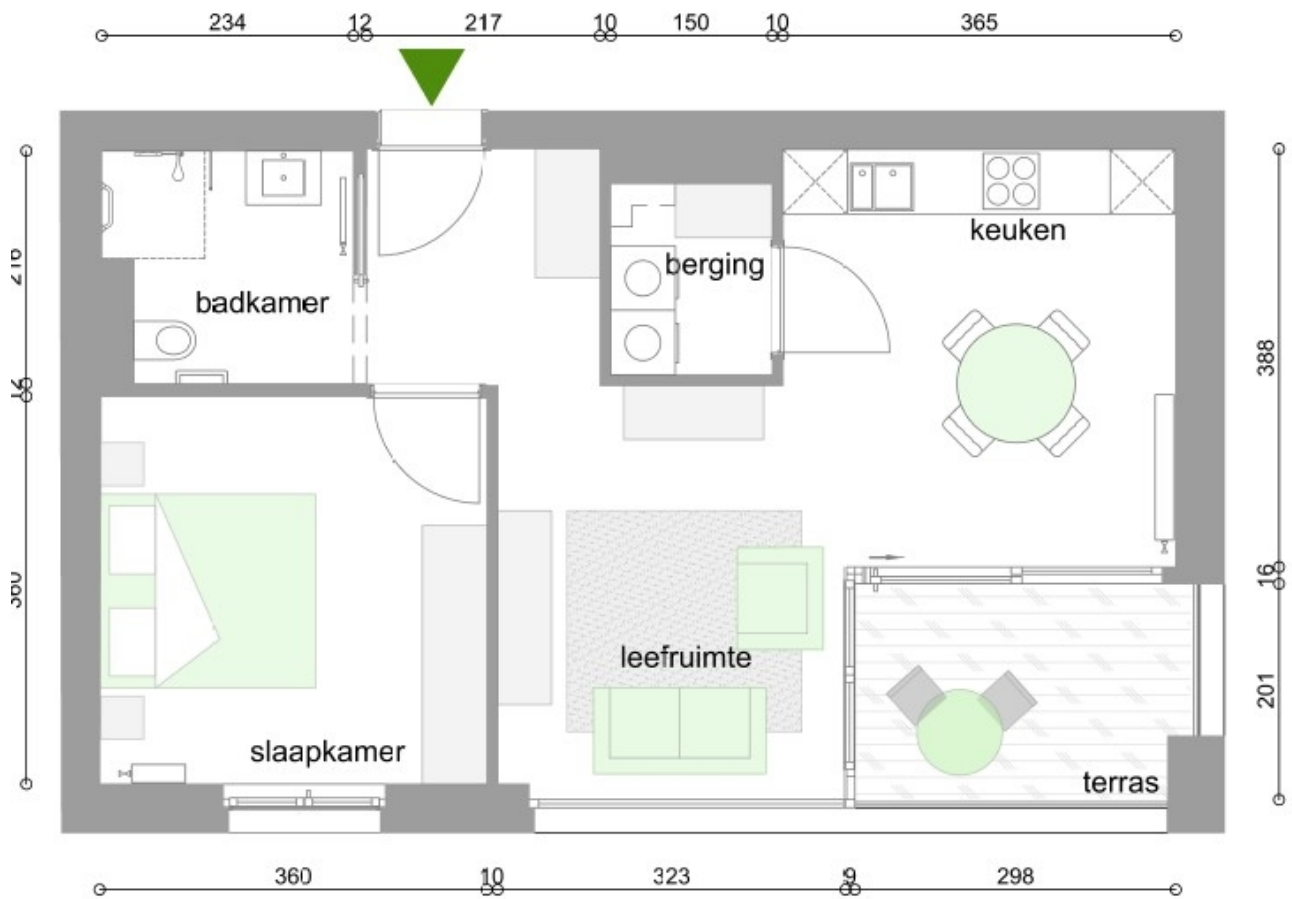 234 12 217 10 150 10 365
keuken
berging
badkamer
388
16
leefruimte
201
slaapkamer
terras
360 10 323 9 298